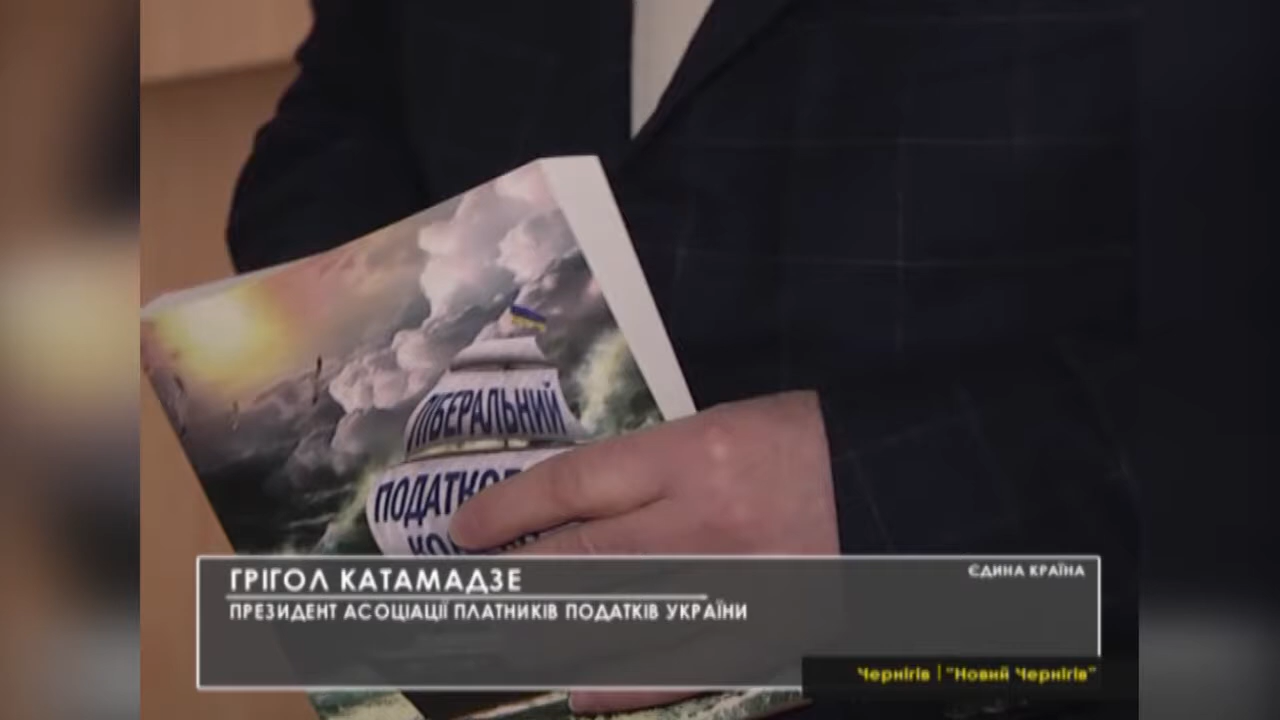 ЛІБЕРАЛЬНИЙ
ГРІГОЛ КАТАМАДЗЕ
ЄДИНА КРАЇНА
ПРЕЗИДЕНТ АСОЦІАЦІЇ ПЛАТНИКІВ ПОДАТКІВ УКРАЇНИ
Чернігів | "Новий Чернігів"